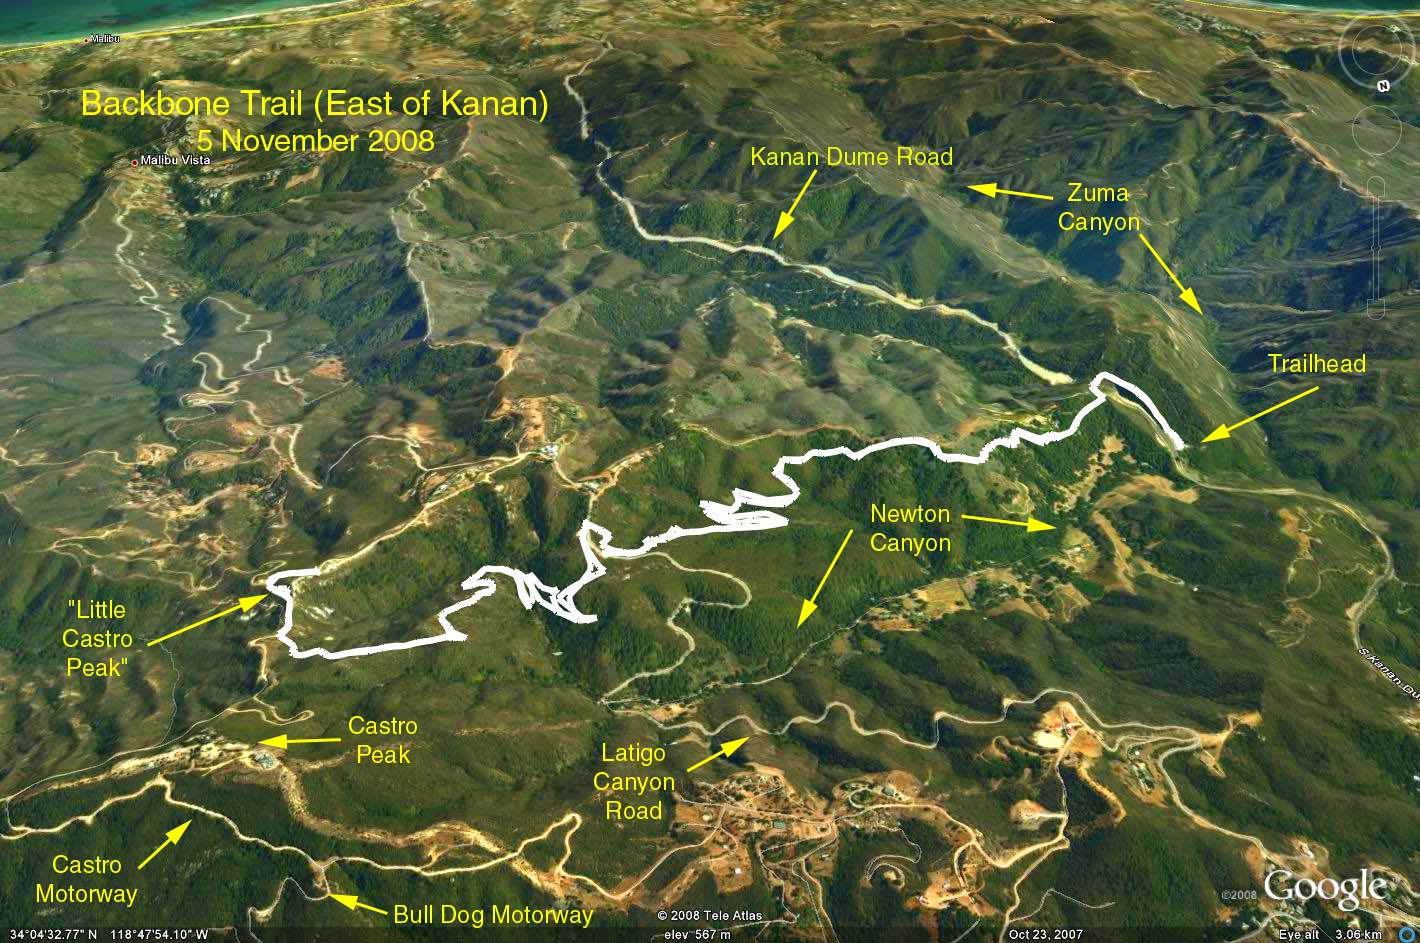 Malibu
Backbone Trail (East of Kanan)
5 November 2008
Malibu Vista
Kanan Dume Road
Zuma
Canyon
N
Trailhead
Newton
Canyon
"Little
Castro
Peak"
S Kanan Du
Castro
Peak
Latigo
Canyon
Road
Castro
Motorway
Bull Dog Motorway
©2008 Google™
© 2008 Tele Atlas
34°04'32.77" N 118°47'54.10" W elev 567 m Oct 23, 2007 Eye alt 3.06 km